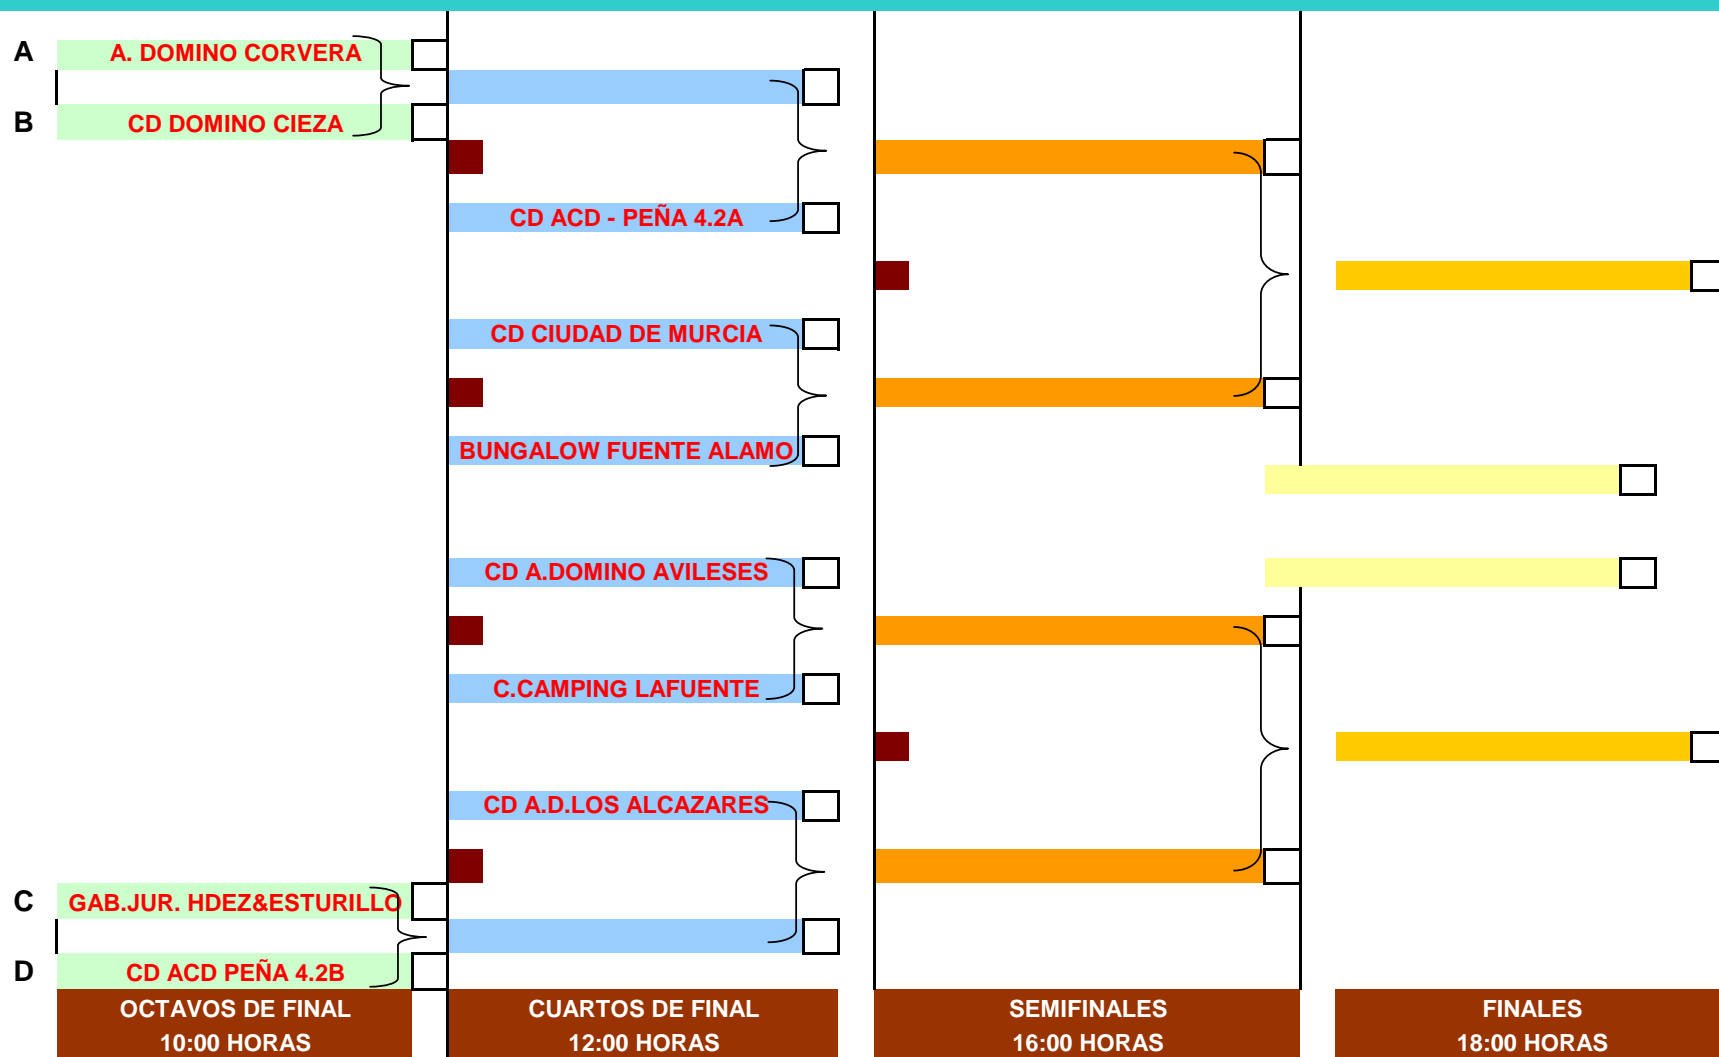 A
A. DOMINO CORVERA
B
CD DOMINO CIEZA
CD ACD - PEÑA 4.2A
CD CIUDAD DE MURCIA
BUNGALOW FUENTE ALAMO
CD A.DOMINO AVILESES
C.CAMPING LAFUENTE
CD A.D.LOS ALCAZARES
C
GAB.JUR. HDEZ&ESTURILLO
D
CD ACD PEÑA 4.2B
OCTAVOS DE FINAL
10:00 HORAS
CUARTOS DE FINAL
12:00 HORAS
SEMIFINALES
16:00 HORAS
FINALES
18:00 HORAS